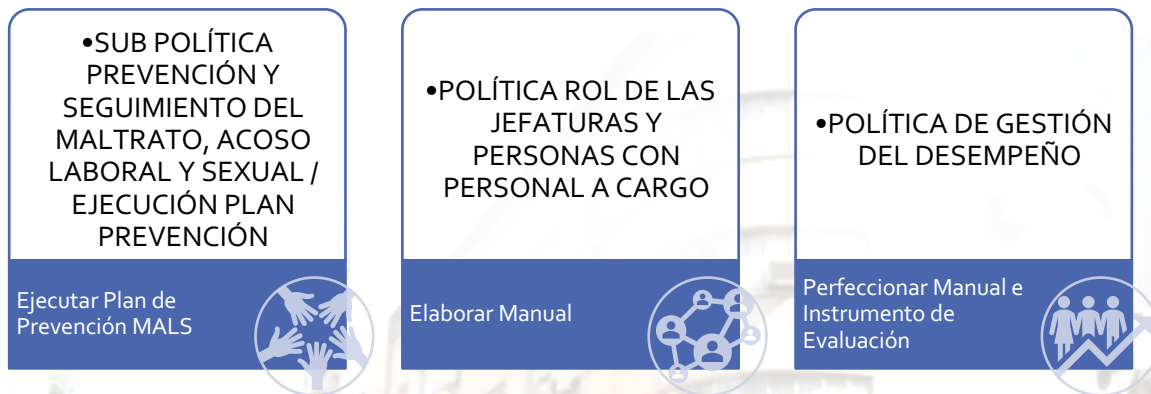 •SUB POLÍTICA
PREVENCIÓN Y
SEGUIMIENTO DEL
MALTRATO, ACOSO
LABORAL Y SEXUAL /
EJECUCIÓN PLAN
PREVENCIÓN
Ejecutar Plan de
Prevención MALS
•POLÍTICA ROL DE LAS
JEFATURAS Y
PERSONAS CON
PERSONAL A CARGO
Elaborar Manual
•POLÍTICA DE GESTIÓN
DEL DESEMPEÑO
Perfeccionar Manual e
Instrumento de
Evaluación